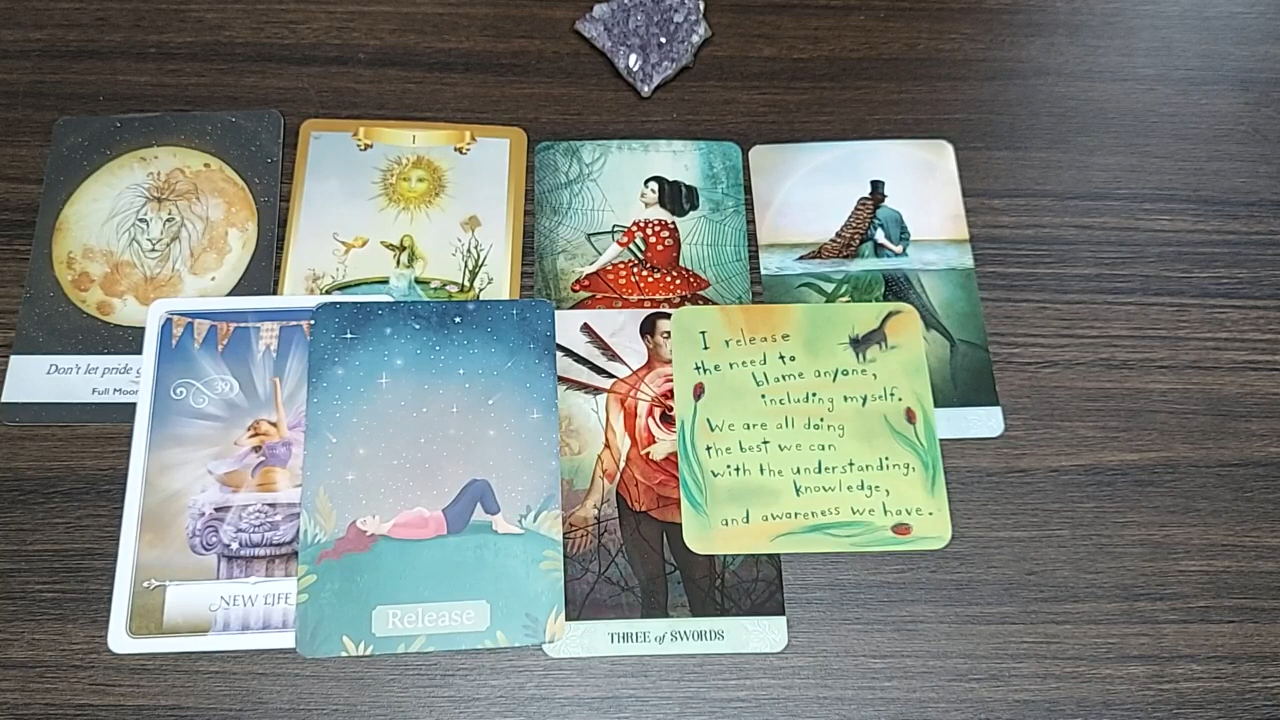 I
Don't let pride
Full Moon
39
NEW LIFE
Release
THREE of SWORDS
I release
the need to
blame anyone,
including myself.
We are all doing
the best we can
with the understanding,
knowledge,
and awareness we have.